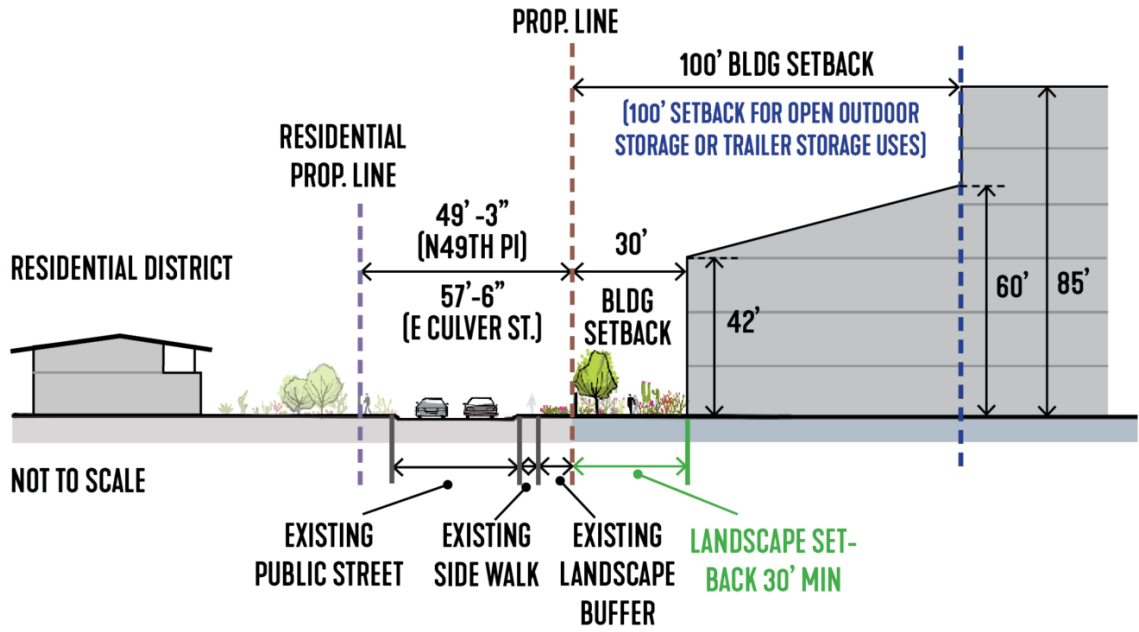 PROP. LINE
100’ BLDG SETBACK
(100’ SETBACK FOR OPEN OUTDOOR
STORAGE OR TRAILER STORAGE USES)
RESIDENTIAL
PROP. LINE
49’ -3”
(N49TH Pl)
30’
RESIDENTIAL DISTRICT
57’-6”
(E CULVER ST.)
BLDG
SETBACK
42’
60’
85’
NOT TO SCALE
EXISTING
PUBLIC STREET
EXISTING
SIDE WALK
EXISTING
LANDSCAPE
BUFFER
LANDSCAPE SET-
BACK 30’ MIN